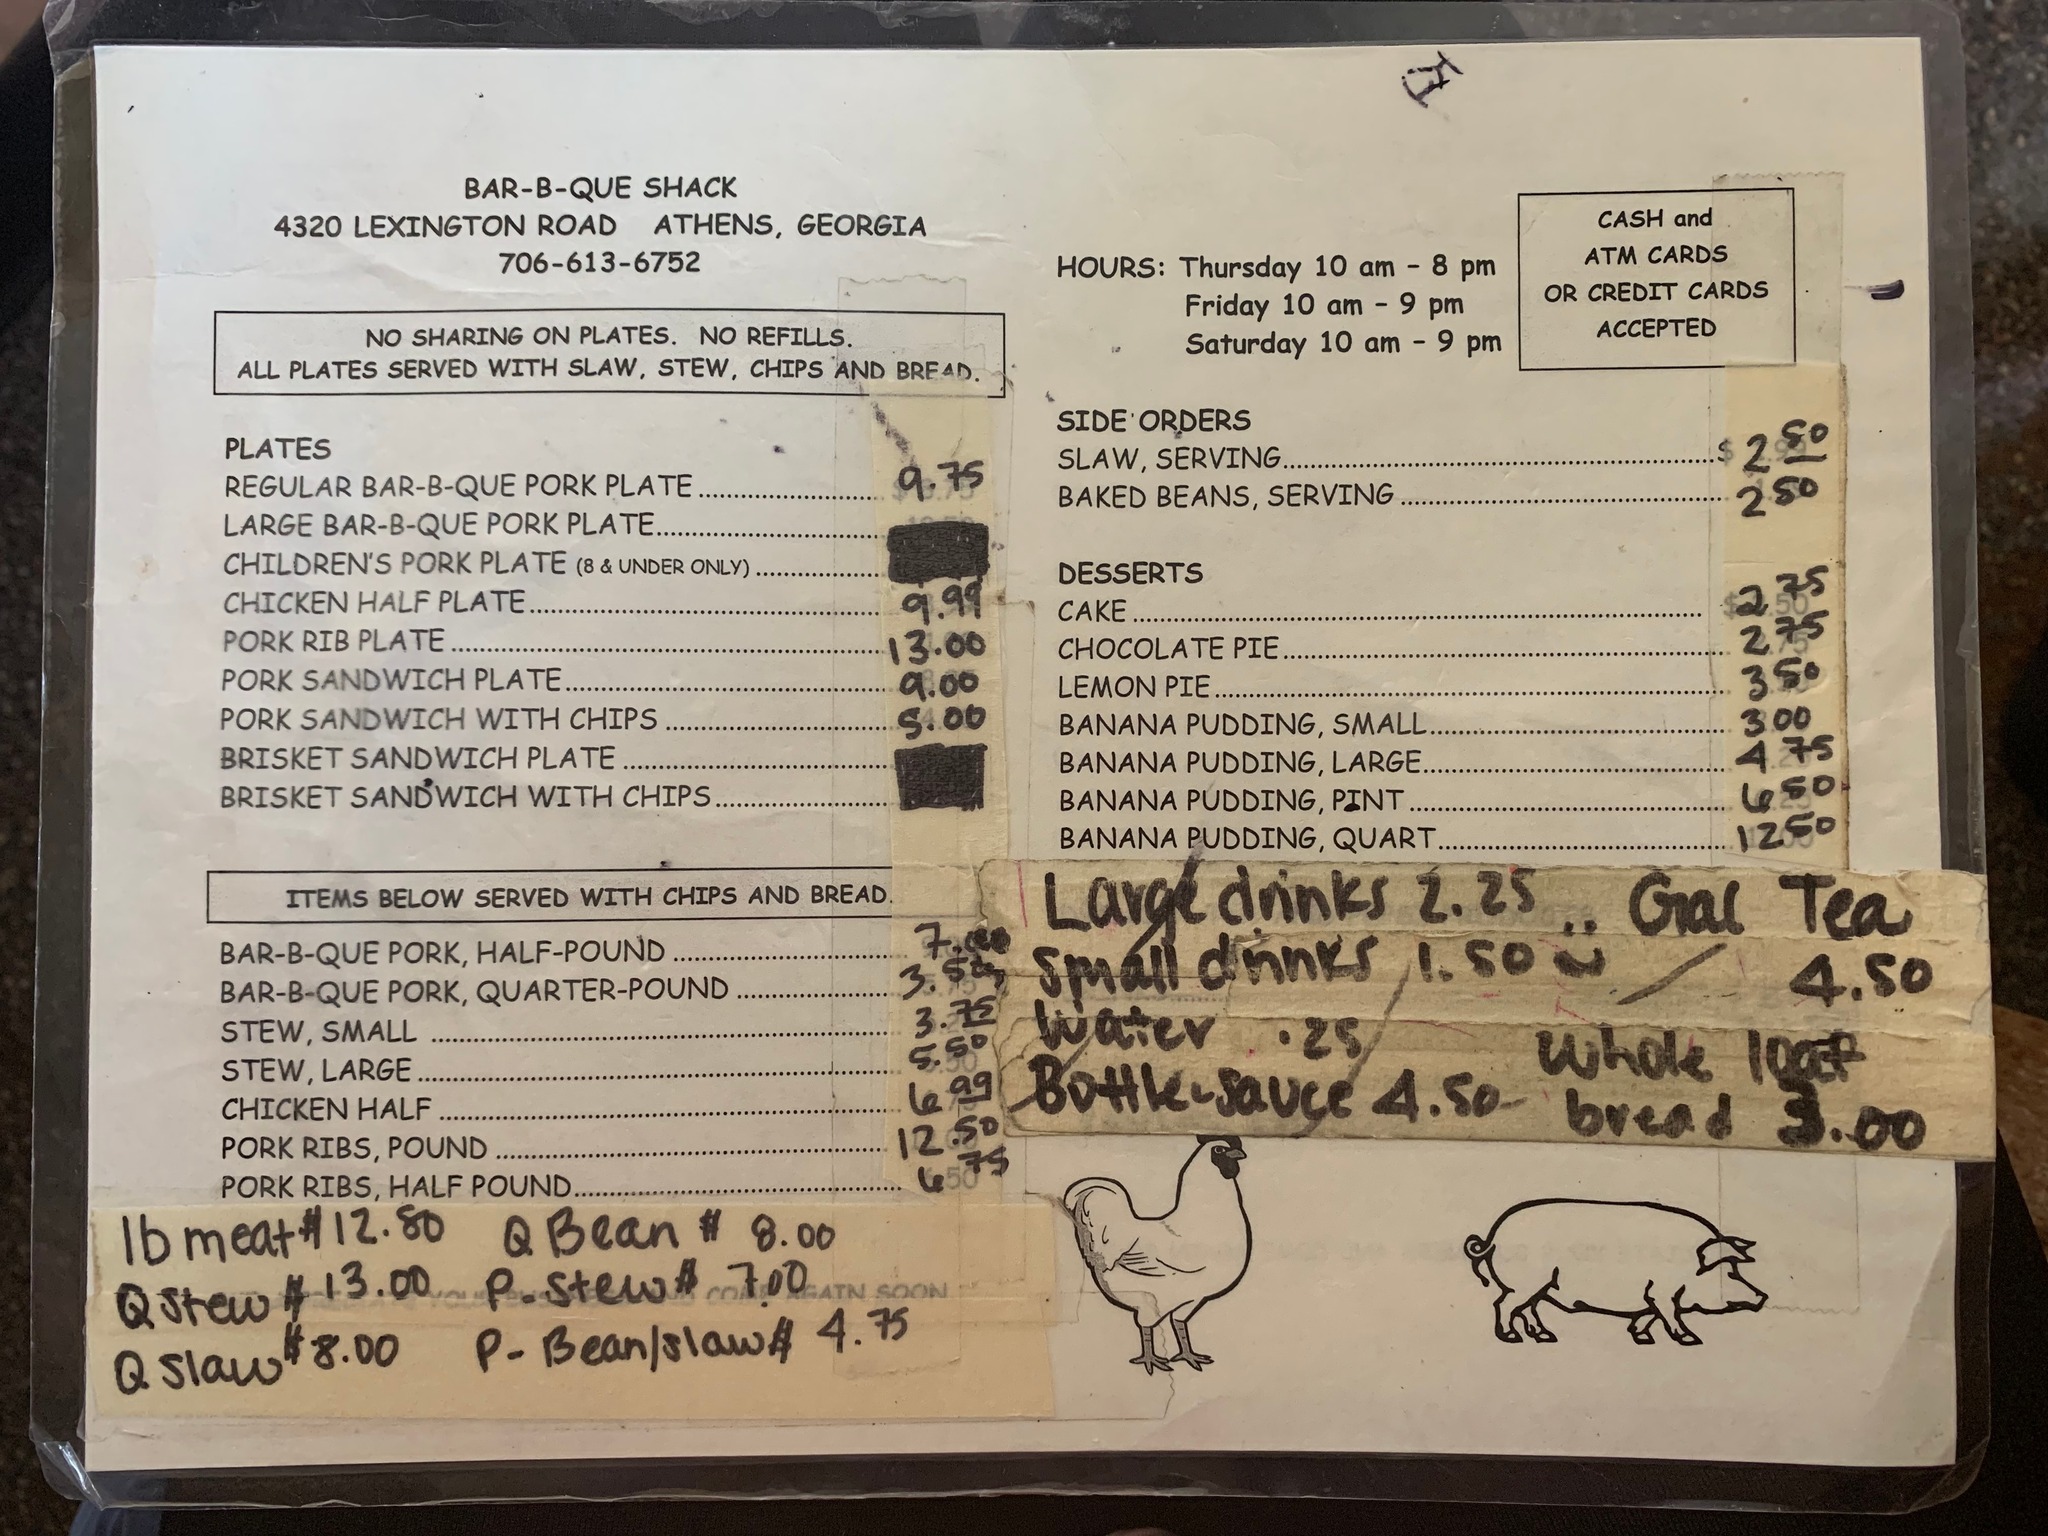 BAR-B-QUE SHACK
4320 LEXINGTON ROAD ATHENS, GEORGIA
706-613-6752
NO SHARING ON PLATES. NO REFILLS.
ALL PLATES SERVED WITH SLAW, STEW, CHIPS AND BREAD.
PLATES
REGULAR BAR-B-QUE PORK PLATE 9.75
LARGE BAR-B-QUE PORK PLATE
CHILDREN'S PORK PLATE (8 & UNDER ONLY)
CHICKEN HALF PLATE 9.99
PORK RIB PLATE 13.00
PORK SANDWICH PLATE 9.00
PORK SANDWICH WITH CHIPS 5.00
BRISKET SANDWICH PLATE
BRISKET SANDWICH WITH CHIPS
ITEMS BELOW SERVED WITH CHIPS AND BREAD.
BAR-B-QUE PORK, HALF-POUND 7.00
BAR-B-QUE PORK, QUARTER-POUND 3.50
STEW, SMALL 3.75
STEW, LARGE 5.50
CHICKEN HALF 6.99
PORK RIBS, POUND 12.50
PORK RIBS, HALF POUND 6.75
lb meat $12.50 Q Bean $ 8.00
Q stew $ 13.00 P-stew $ 7.00
COME AGAIN SOON
Q slaw $8.00 P- Bean/slaw $ 4.75
HOURS: Thursday 10 am - 8 pm
Friday 10 am - 9 pm
Saturday 10 am - 9 pm
CASH and
ATM CARDS
OR CREDIT CARDS
ACCEPTED
SIDE ORDERS
SLAW, SERVING $ 2.50
BAKED BEANS, SERVING 2.50
DESSERTS
CAKE 2.75
CHOCOLATE PIE 2.75
LEMON PIE 3.50
BANANA PUDDING, SMALL 3.00
BANANA PUDDING, LARGE 4.75
BANANA PUDDING, PINT 6.50
BANANA PUDDING, QUART 12.50
Large drinks 2.25 Gal Tea
small drinks 1.50 4.50
Water .25 Whole loaf
Bottle-sauce 4.50 bread 3.00